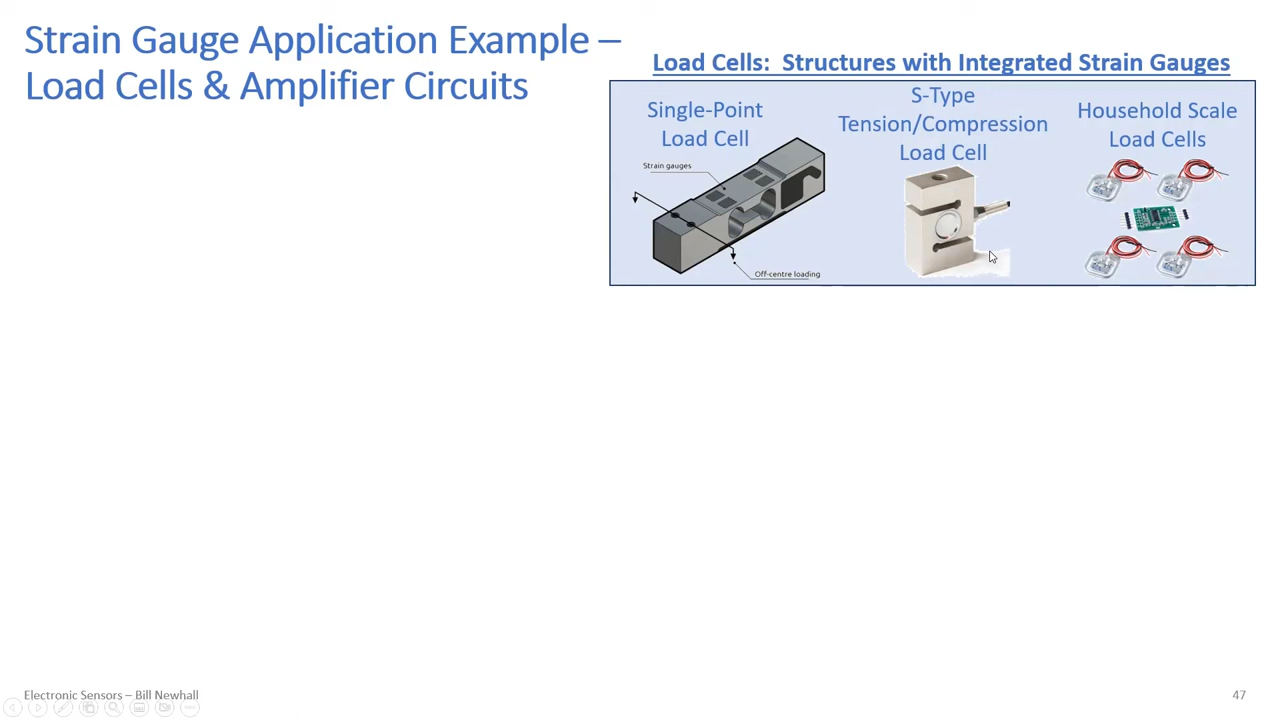 Strain Gauge Application Example –
Load Cells & Amplifier Circuits
Load Cells:  Structures with Integrated Strain Gauges
Single-Point
Load Cell
S-Type
Tension/Compression
Load Cell
Household Scale
Load Cells
Strain gauges
Off-centre loading
Electronic Sensors – Bill Newhall
47